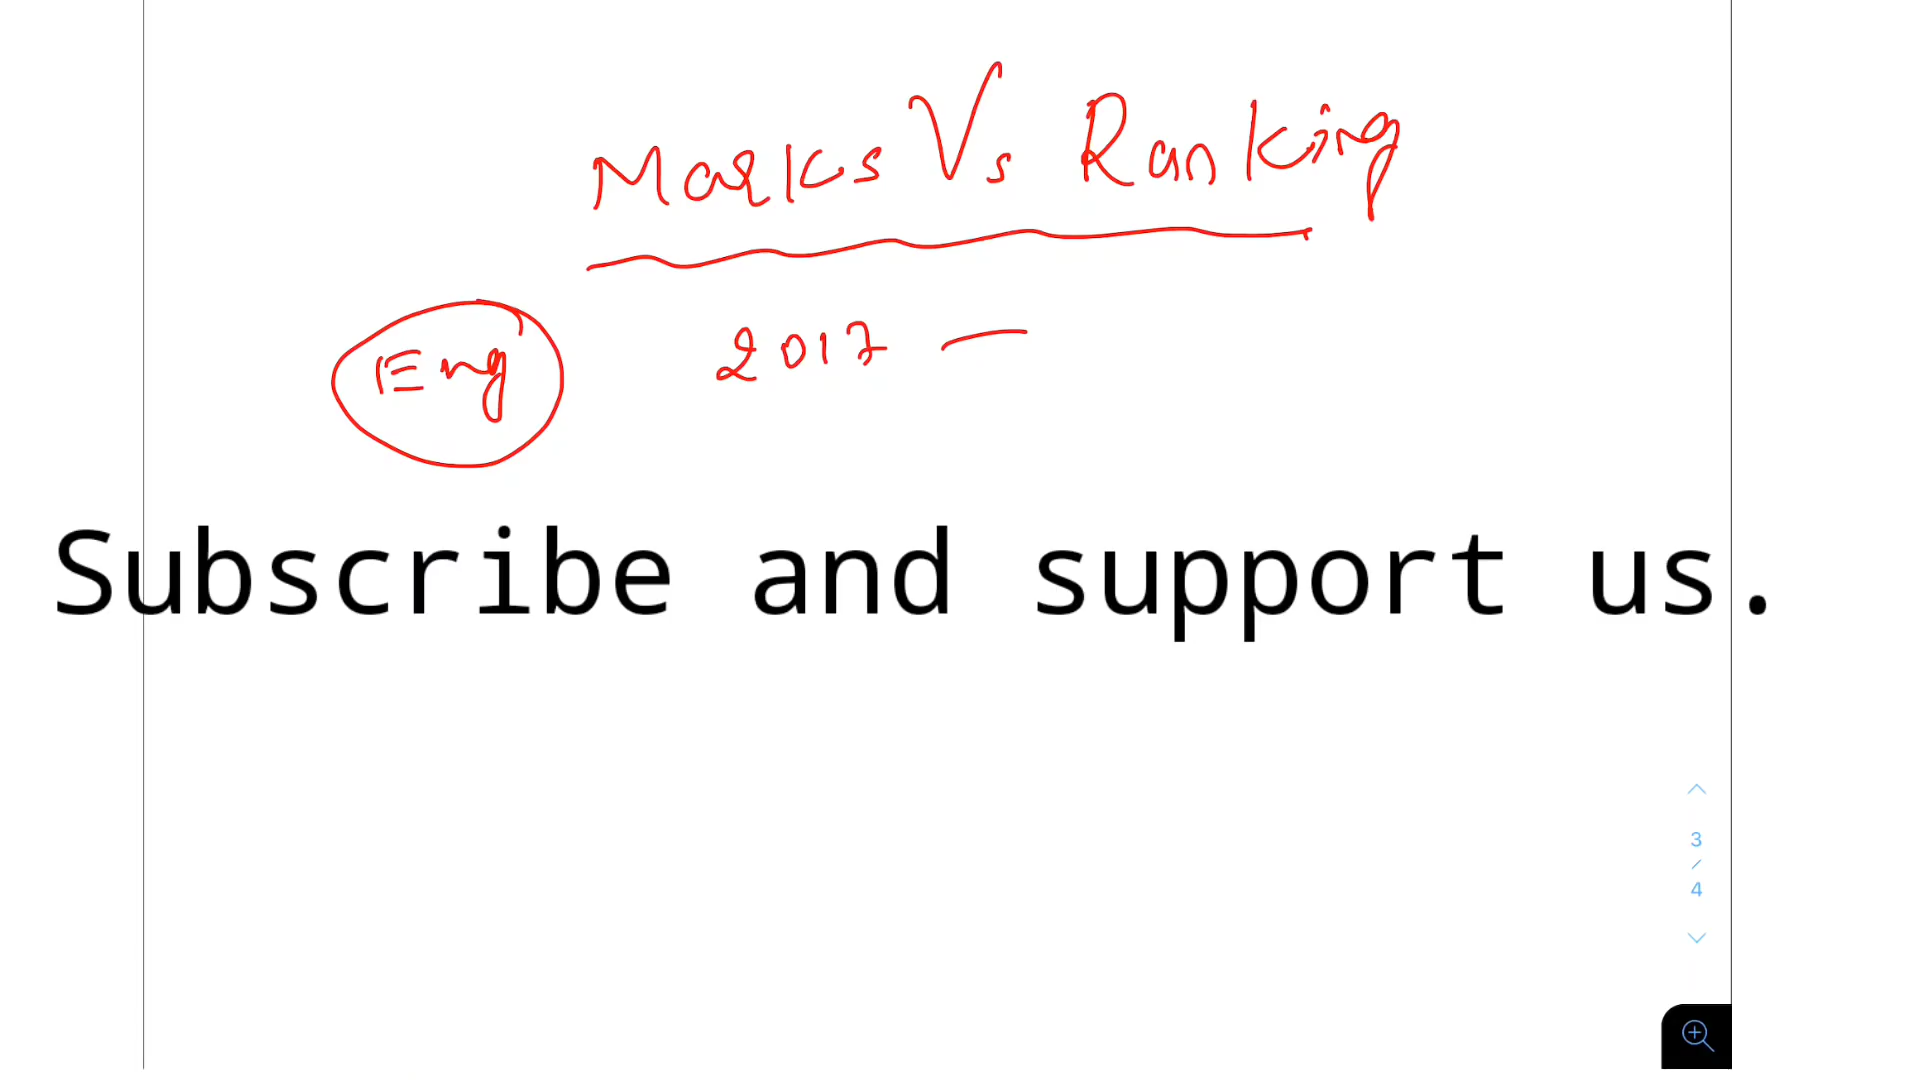 Marks Vs Ranking
Eng 2017 —
Subscribe and support us.
3
/
4